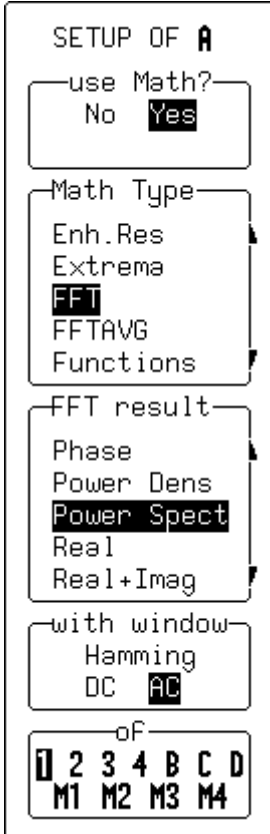 SETUP OF A
use Math?
No Yes
Math Type
Enh.Res
Extrema
FFT
FFTAVG
Functions
FFT result
Phase
Power Dens
Power Spect
Real
Real+Imag
with window
Hamming
DC AC
of
1 2 3 4 B C D
M1 M2 M3 M4